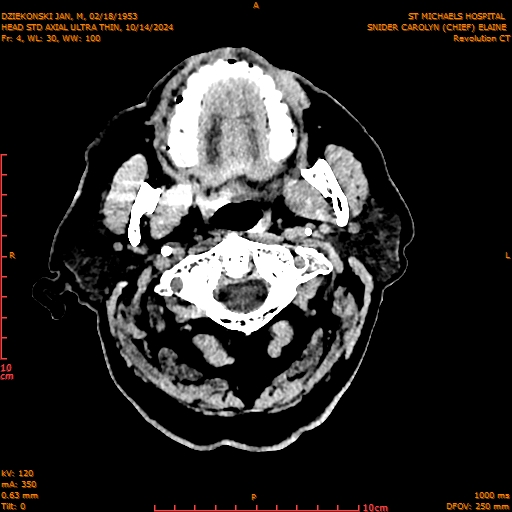 A
DZIEKONSKI JAN, M, 02/18/1953
HEAD STD AXIAL ULTRA THIN, 10/14/2024
Fr: 4, WL: 30, WW: 100
ST MICHAELS HOSPITAL
SNIDER CAROLYN (CHIEF) ELAINE
Revolution CT
R
L
10
cm
kV: 120
mA: 350
0.63 mm
Tilt: 0
P
10cm
1000 ms
DFOV: 250 mm